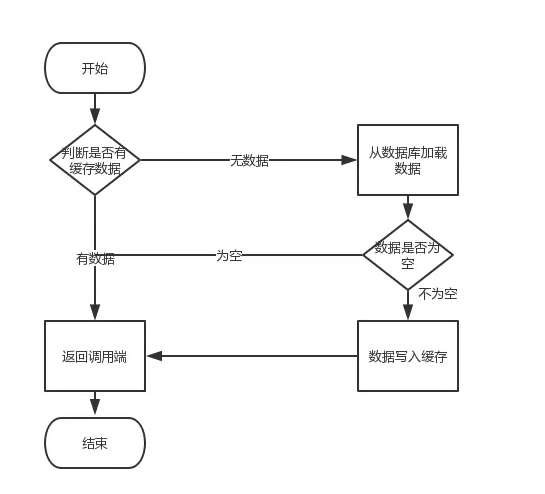 开始
判断是否有
缓存数据
无数据
从数据库加载
数据
数据是否为
空
为空
有数据
不为空
返回调用端
数据写入缓存
结束